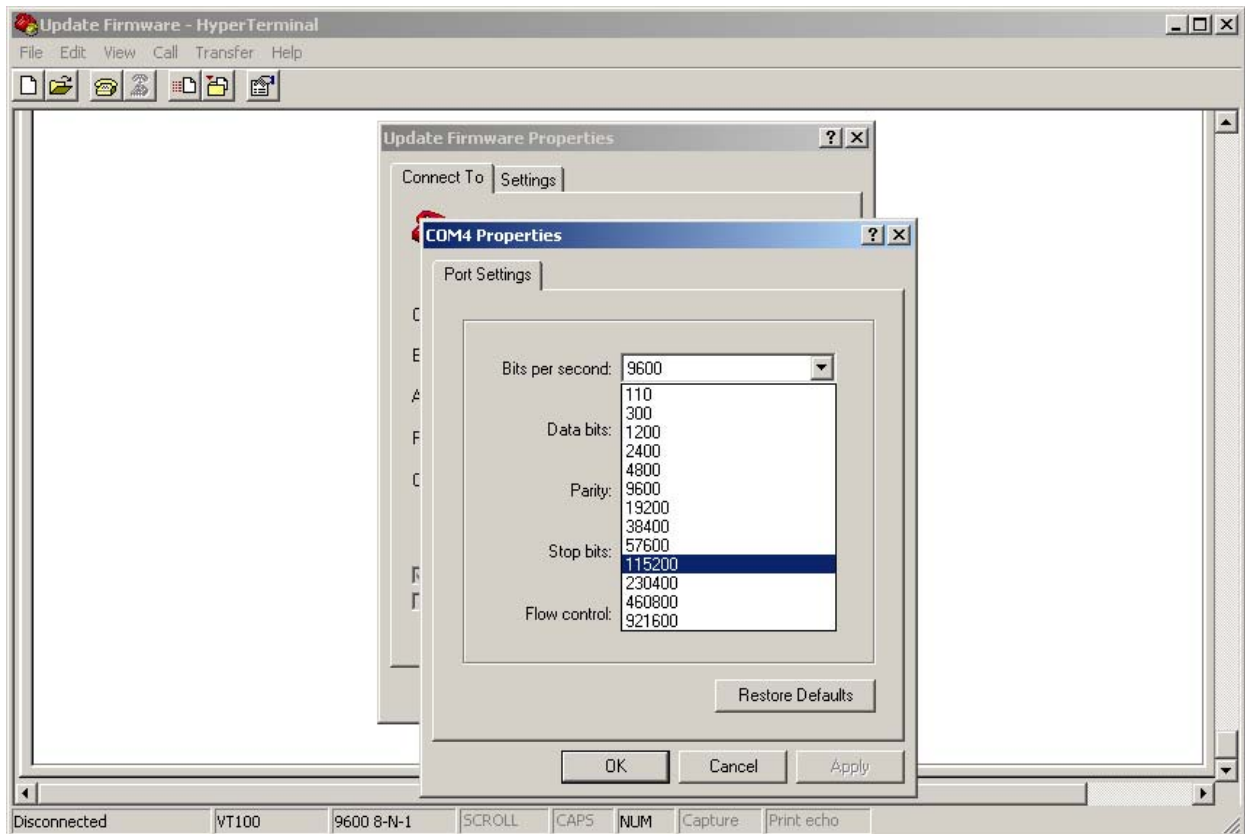 Update Firmware - HyperTerminal
File Edit View Call Transfer Help
Update Firmware Properties
Connect To Settings
COM4 Properties
Port Settings
Bits per second: 9600
110
300
1200
2400
4800
9600
19200
38400
57600
115200
230400
460800
921600
Data bits:
Parity:
Stop bits:
Flow control:
Restore Defaults
OK Cancel Apply
Disconnected VT100 9600 8-N-1 SCROLL CAPS NUM Capture Print echo